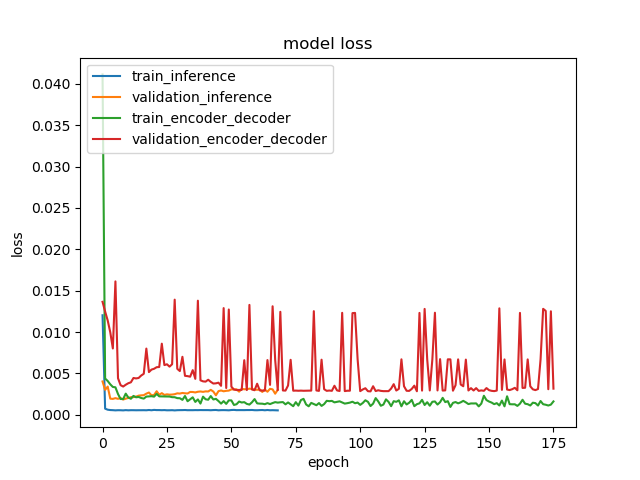 model loss
train_inference
validation_inference
train_encoder_decoder
validation_encoder_decoder
0.040
0.035
0.030
0.025
0.020
0.015
0.010
0.005
0.000
loss
0 25 50 75 100 125 150 175
epoch